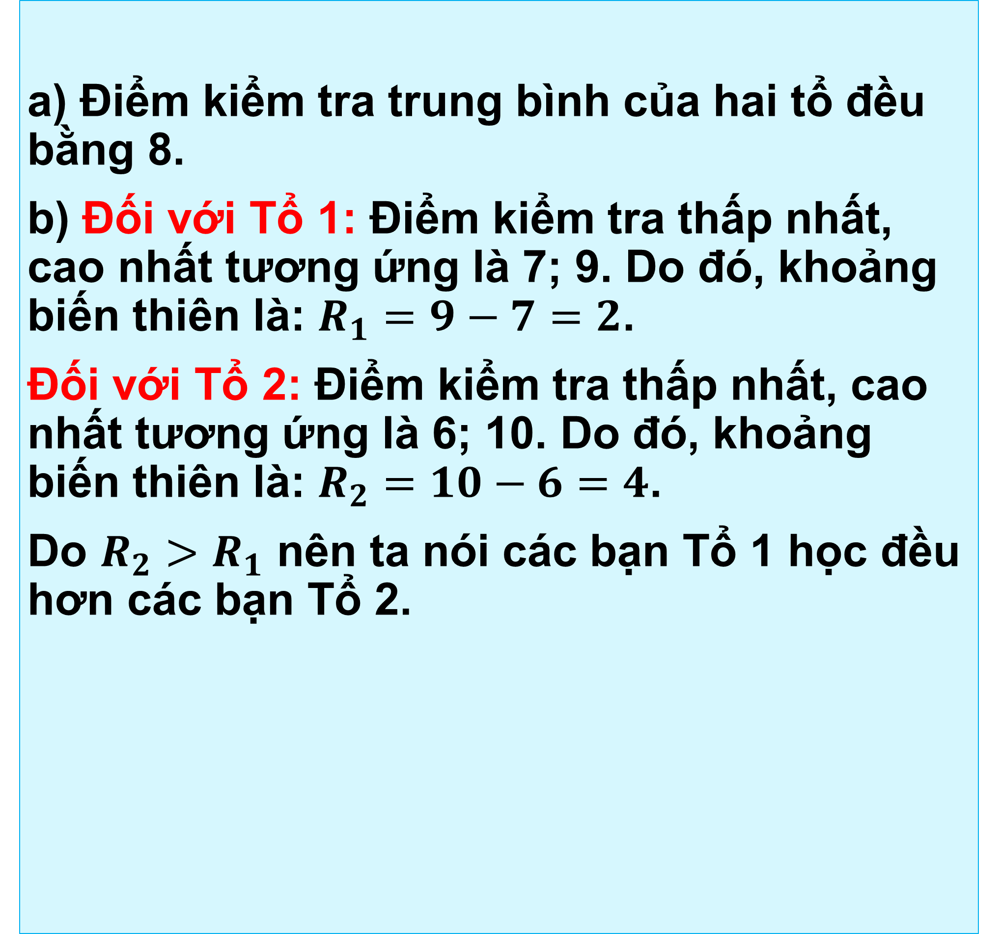 a) Điểm kiểm tra trung bình của hai tổ đều
bằng 8.
b) Đối với Tổ 1: Điểm kiểm tra thấp nhất,
cao nhất tương ứng là 7; 9. Do đó, khoảng
biến thiên là: R₁ = 9 − 7 = 2.
Đối với Tổ 2: Điểm kiểm tra thấp nhất, cao
nhất tương ứng là 6; 10. Do đó, khoảng
biến thiên là: R₂ = 10 − 6 = 4.
Do R₂ > R₁ nên ta nói các bạn Tổ 1 học đều
hơn các bạn Tổ 2.